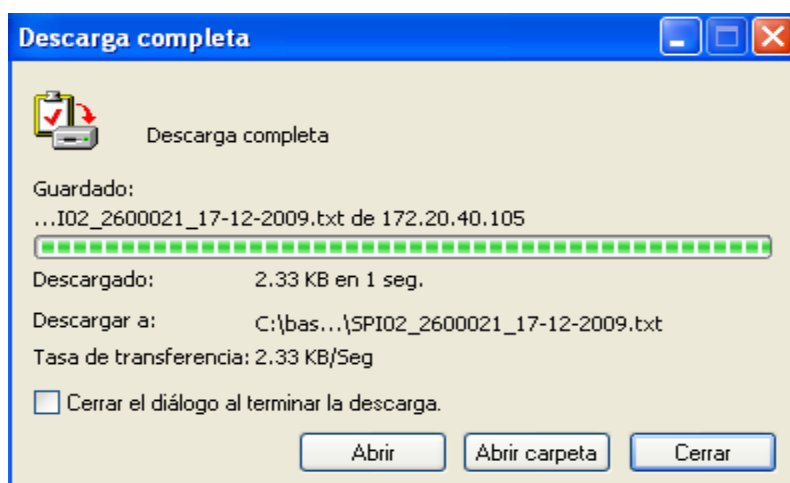 Descarga completa
Descarga completa
Guardado:
...I02_2600021_17-12-2009.txt de 172.20.40.105
Descargado: 2.33 KB en 1 seg.
Descargar a: C:\bas...\SPI02_2600021_17-12-2009.txt
Tasa de transferencia: 2.33 KB/Seg
Cerrar el diálogo al terminar la descarga.
Abrir Abrir carpeta Cerrar